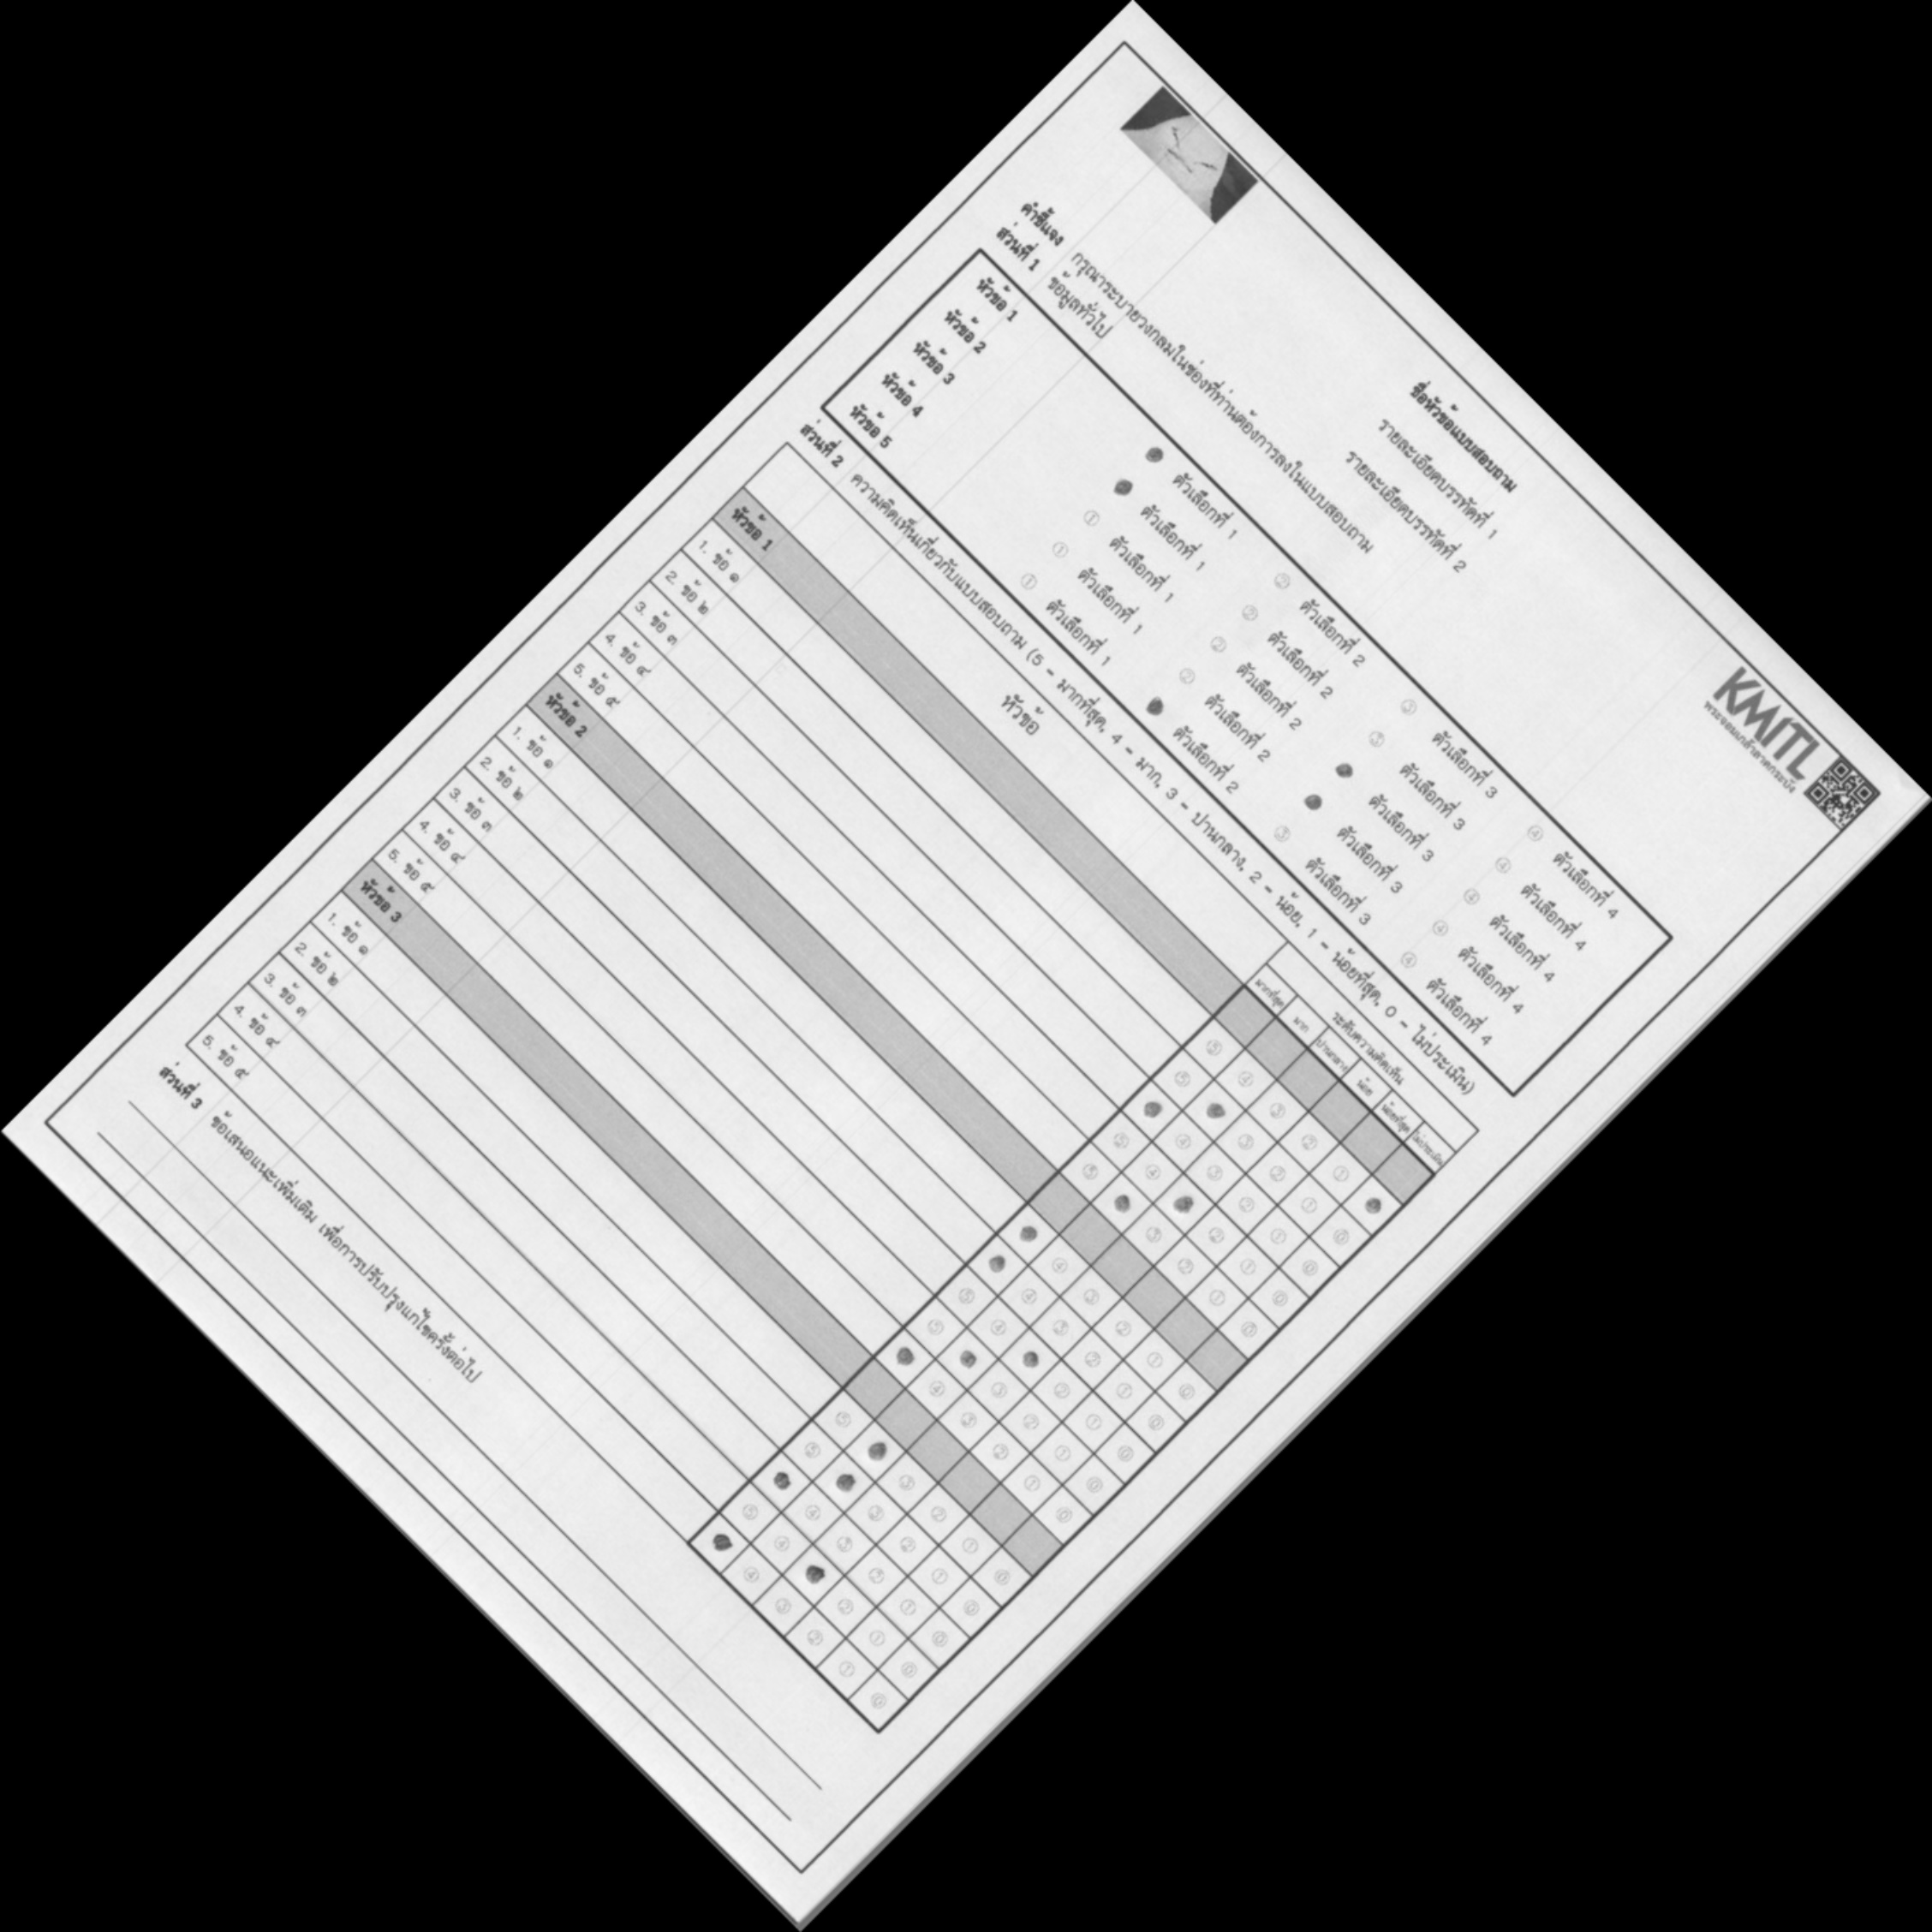 KMITL
พระจอมเกล้าลาดกระบัง
ชื่อหัวข้อแบบสอบถาม
รายละเอียดบรรทัดที่ 1
รายละเอียดบรรทัดที่ 2
คำชี้แจง กรุณาระบายวงกลมในช่องที่ท่านต้องการลงในแบบสอบถาม
ส่วนที่ 1 ข้อมูลทั่วไป
หัวข้อ 1 ตัวเลือกที่ 1 ② ตัวเลือกที่ 2 ③ ตัวเลือกที่ 3 ④ ตัวเลือกที่ 4
หัวข้อ 2 ตัวเลือกที่ 1 ② ตัวเลือกที่ 2 ③ ตัวเลือกที่ 3 ④ ตัวเลือกที่ 4
หัวข้อ 3 ① ตัวเลือกที่ 1 ② ตัวเลือกที่ 2 ตัวเลือกที่ 3 ④ ตัวเลือกที่ 4
หัวข้อ 4 ① ตัวเลือกที่ 1 ② ตัวเลือกที่ 2 ตัวเลือกที่ 3 ④ ตัวเลือกที่ 4
หัวข้อ 5 ① ตัวเลือกที่ 1 ตัวเลือกที่ 2 ③ ตัวเลือกที่ 3 ④ ตัวเลือกที่ 4
ส่วนที่ 2 ความคิดเห็นเกี่ยวกับแบบสอบถาม (5 - มากที่สุด, 4 - มาก, 3 - ปานกลาง, 2 - น้อย, 1 - น้อยที่สุด, 0 - ไม่ประเมิน)
หัวข้อ ระดับความคิดเห็น
มากที่สุด มาก ปานกลาง น้อย น้อยที่สุด ไม่ประเมิน
หัวข้อ 1
1. ข้อ ๑ ⑤ ④ ③ ② ①
2. ข้อ ๒ ⑤ ③ ② ① ⓪
3. ข้อ ๓ ④ ③ ② ① ⓪
4. ข้อ ๔ ⑤ ④ ② ① ⓪
5. ข้อ ๕ ⑤ ③ ② ① ⓪
หัวข้อ 2
1. ข้อ ๑ ④ ③ ② ① ⓪
2. ข้อ ๒ ④ ③ ② ① ⓪
3. ข้อ ๓ ⑤ ④ ② ① ⓪
4. ข้อ ๔ ⑤ ③ ② ① ⓪
5. ข้อ ๕ ④ ③ ② ① ⓪
หัวข้อ 3
1. ข้อ ๑ ⑤ ③ ② ① ⓪
2. ข้อ ๒ ⑤ ③ ② ① ⓪
3. ข้อ ๓ ④ ③ ② ① ⓪
4. ข้อ ๔ ⑤ ④ ② ① ⓪
5. ข้อ ๕ ④ ③ ② ① ⓪
ส่วนที่ 3 ข้อเสนอแนะเพิ่มเติม เพื่อการปรับปรุงแก้ไขครั้งต่อไป